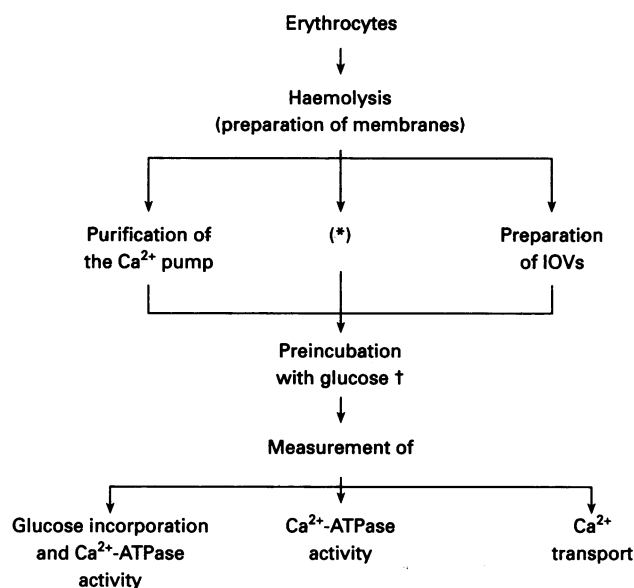 Erythrocytes
Haemolysis
(preparation of membranes)
Purification of
the Ca²⁺ pump
(*)
Preparation
of IOVs
Preincubation
with glucose †
Measurement of
Glucose incorporation
and Ca²⁺-ATPase
activity
Ca²⁺-ATPase
activity
Ca²⁺
transport